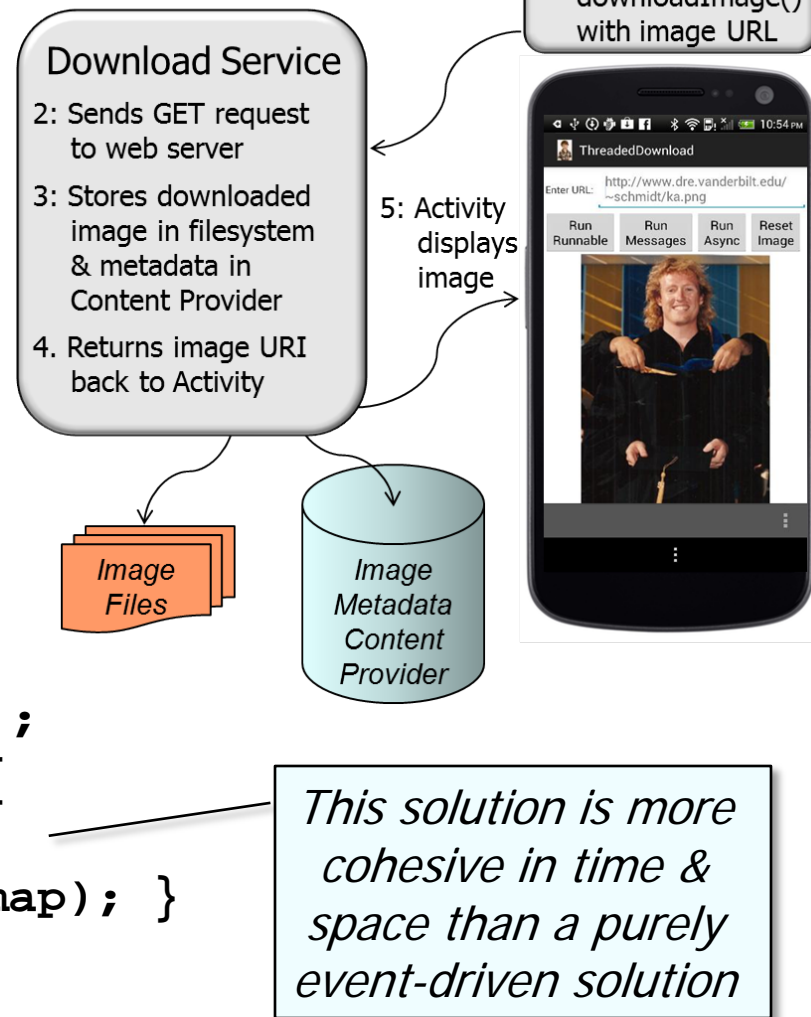 downloadImage()
with image URL
Download Service
2: Sends GET request
to web server
3: Stores downloaded
image in filesystem
& metadata in
Content Provider
4. Returns image URI
back to Activity
5: Activity
displays
image
10:54 PM
ThreadedDownload
Enter URL:
http://www.dre.vanderbilt.edu/
~schmidt/ka.png
Run
Runnable
Run
Messages
Run
Async
Reset
Image
Image
Files
Image
Metadata
Content
Provider
;
map); }
This solution is more
cohesive in time &
space than a purely
event-driven solution